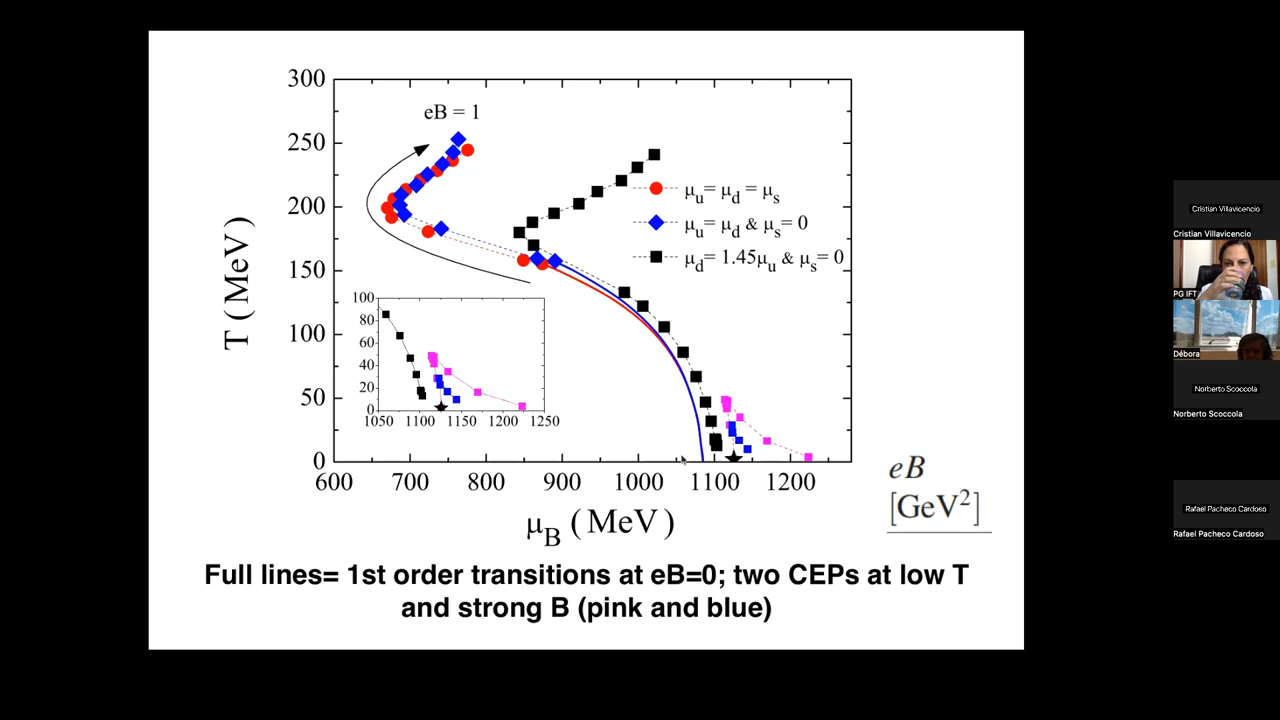 300
250
200
150
100
50
0
T (MeV)
eB = 1
μu= μd = μs
μu= μd & μs=0
μd= 1.45μu & μs= 0
100
80
60
40
20
0
1050 1100 1150 1200 1250
600 700 800 900 1000 1100 1200
μB (MeV)
eB
[GeV²]
Full lines= 1st order transitions at eB=0; two CEPs at low T
and strong B (pink and blue)
Cristian Villavicencio
Cristian Villavicencio
PG IFT
Débora
Norberto Scoccola
Norberto Scoccola
Rafael Pacheco Cardoso
Rafael Pacheco Cardoso